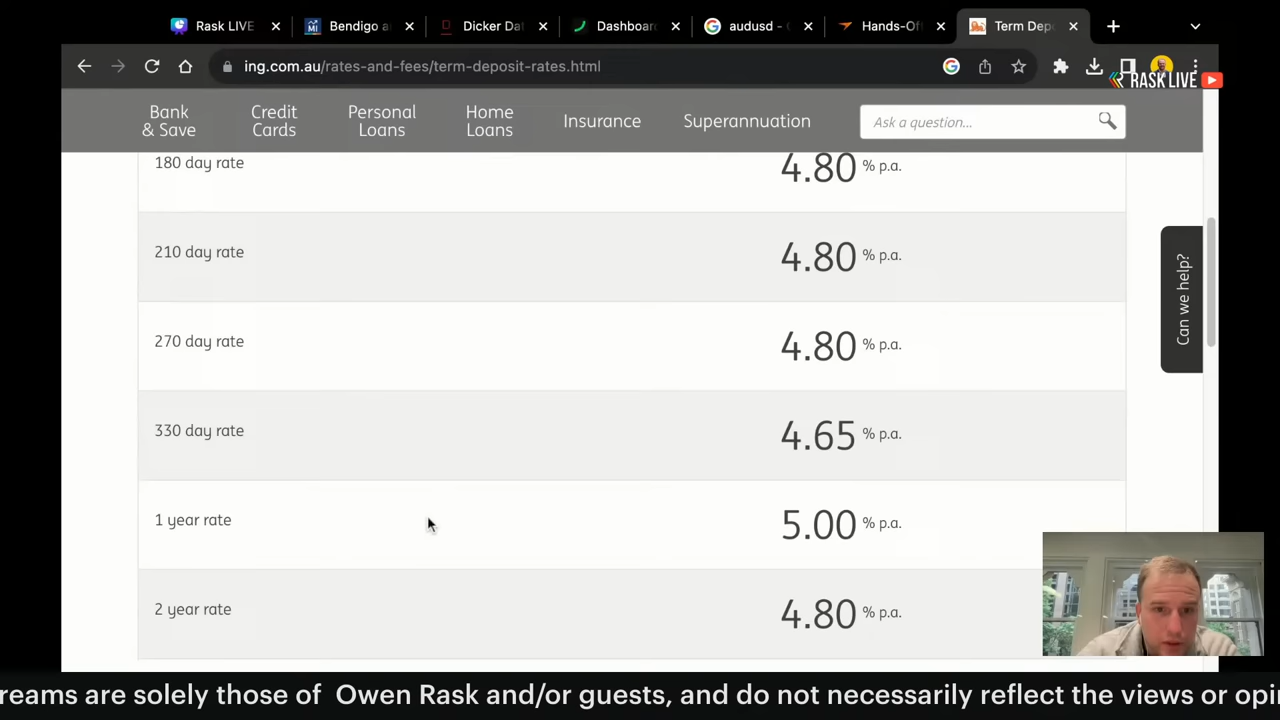 Rask LIVE
Bendigo a
Dicker Da
Dashboard
audusd -
Hands-Of
Term Dep
ing.com.au/rates-and-fees/term-deposit-rates.html
RASK LIVE
Bank & Save
Credit Cards
Personal Loans
Home Loans
Insurance
Superannuation
Ask a question...
180 day rate 4.80 % p.a.
210 day rate 4.80 % p.a.
270 day rate 4.80 % p.a.
330 day rate 4.65 % p.a.
1 year rate 5.00 % p.a.
2 year rate 4.80 % p.a.
Can we help?
reams are solely those of Owen Rask and/or guests, and do not necessarily reflect the views or opi